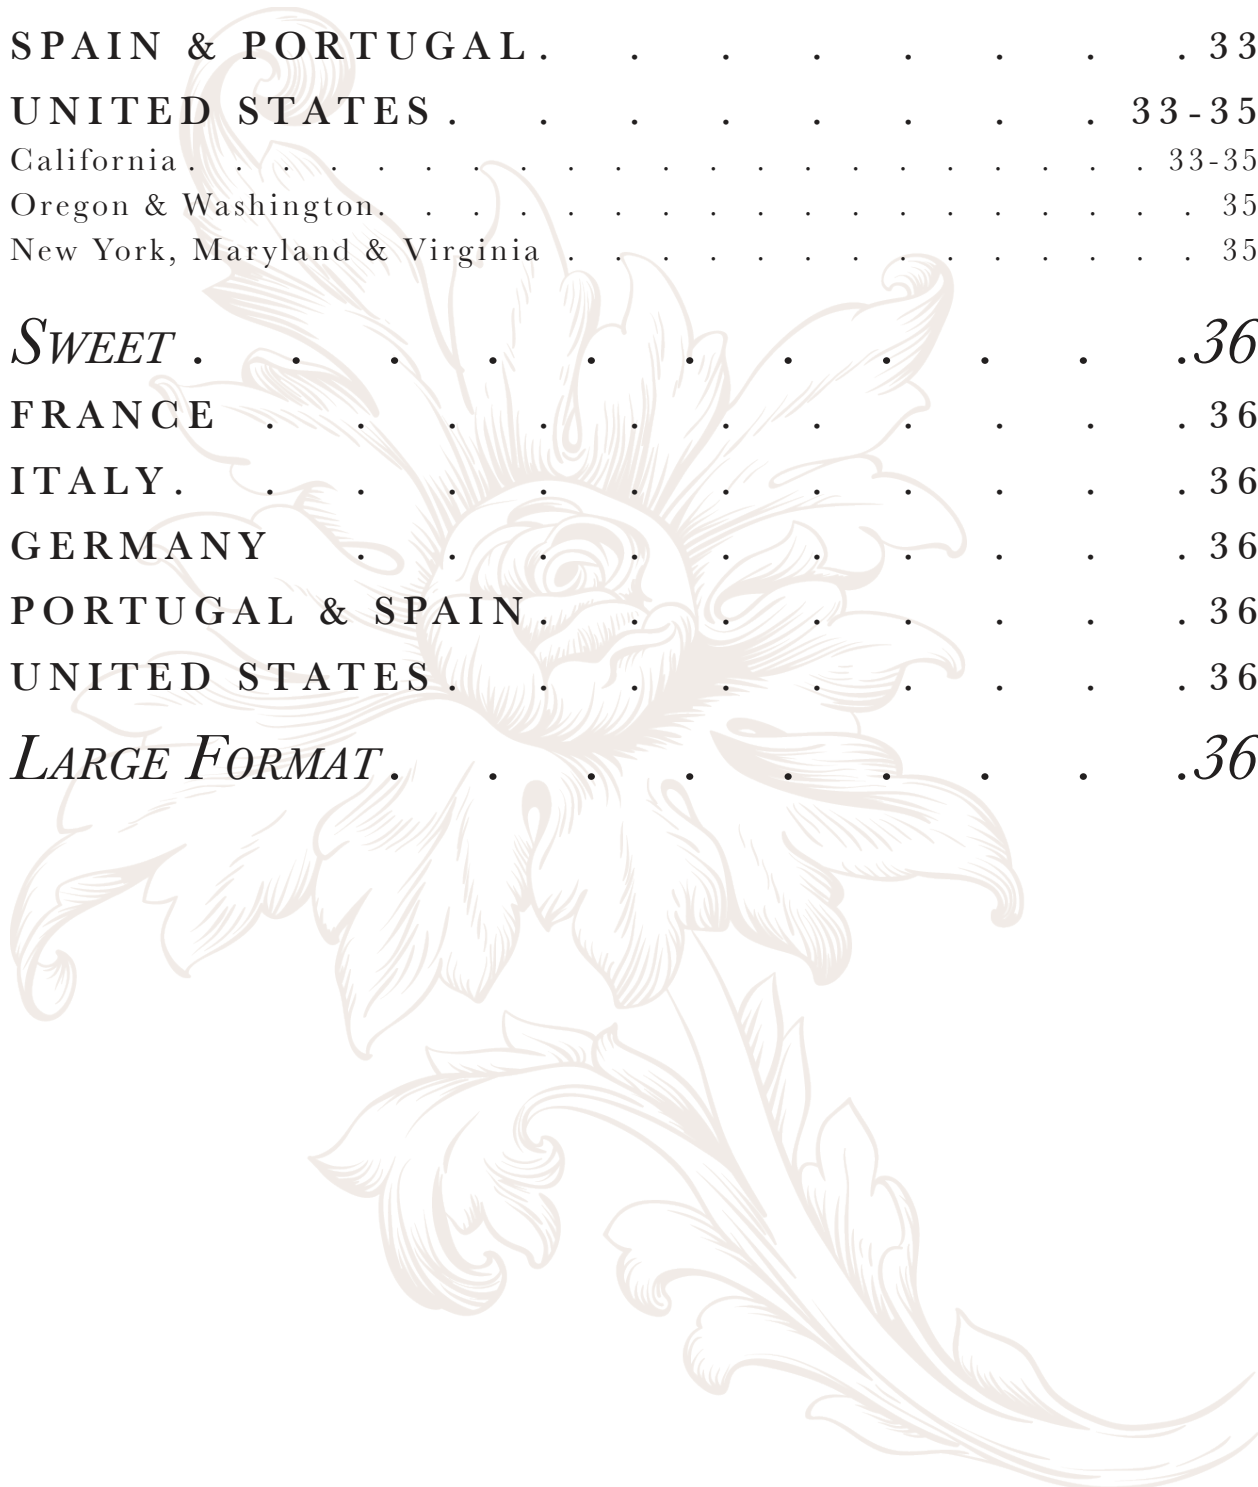 SPAIN & PORTUGAL . . . . . . . . 33
UNITED STATES . . . . . . . . 33-35
California . . . . . . . . . . . . . . . . . . . . . 33-35
Oregon & Washington. . . . . . . . . . . . . . . . . . 35
New York, Maryland & Virginia . . . . . . . . . . . . . . 35
SWEET . . . . . . . . . . .36
FRANCE . . . . . . . . . . . 36
ITALY . . . . . . . . . . . . 36
GERMANY . . . . . . . . . . 36
PORTUGAL & SPAIN . . . . . . . . 36
UNITED STATES . . . . . . . . . 36
LARGE FORMAT . . . . . . . . .36